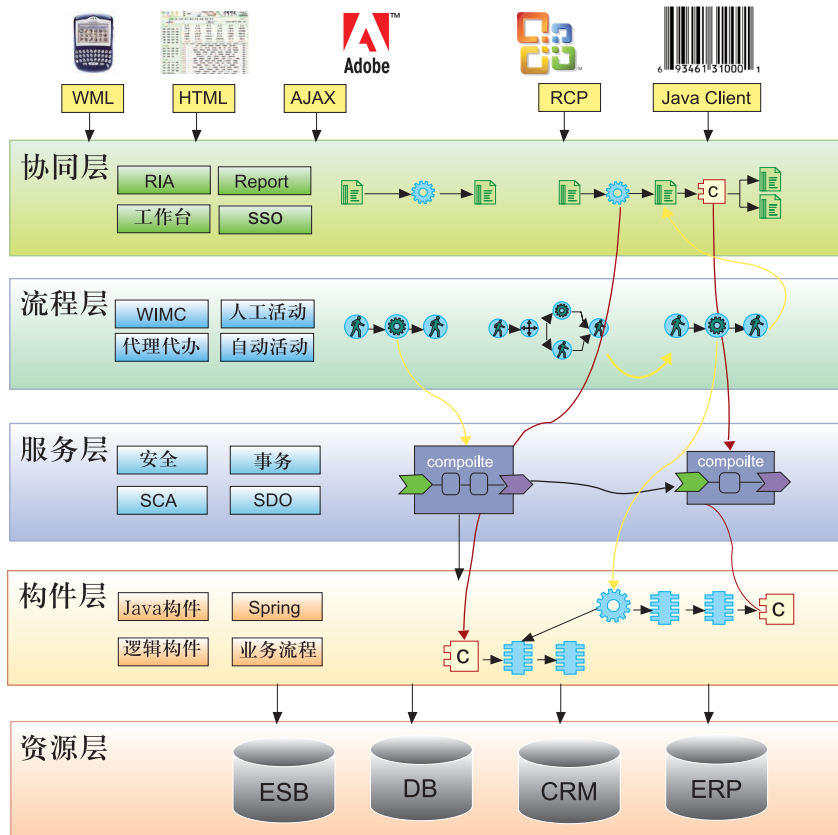 Adobe™
6 93461 31000 1
WML
HTML
AJAX
RCP
Java Client
协同层
RIA
Report
工作台
SSO
C
流程层
WIMC
人工活动
代理代办
自动活动
服务层
安全
事务
SCA
SDO
compoilte
compoilte
构件层
Java构件
Spring
逻辑构件
业务流程
C
C
资源层
ESB
DB
CRM
ERP